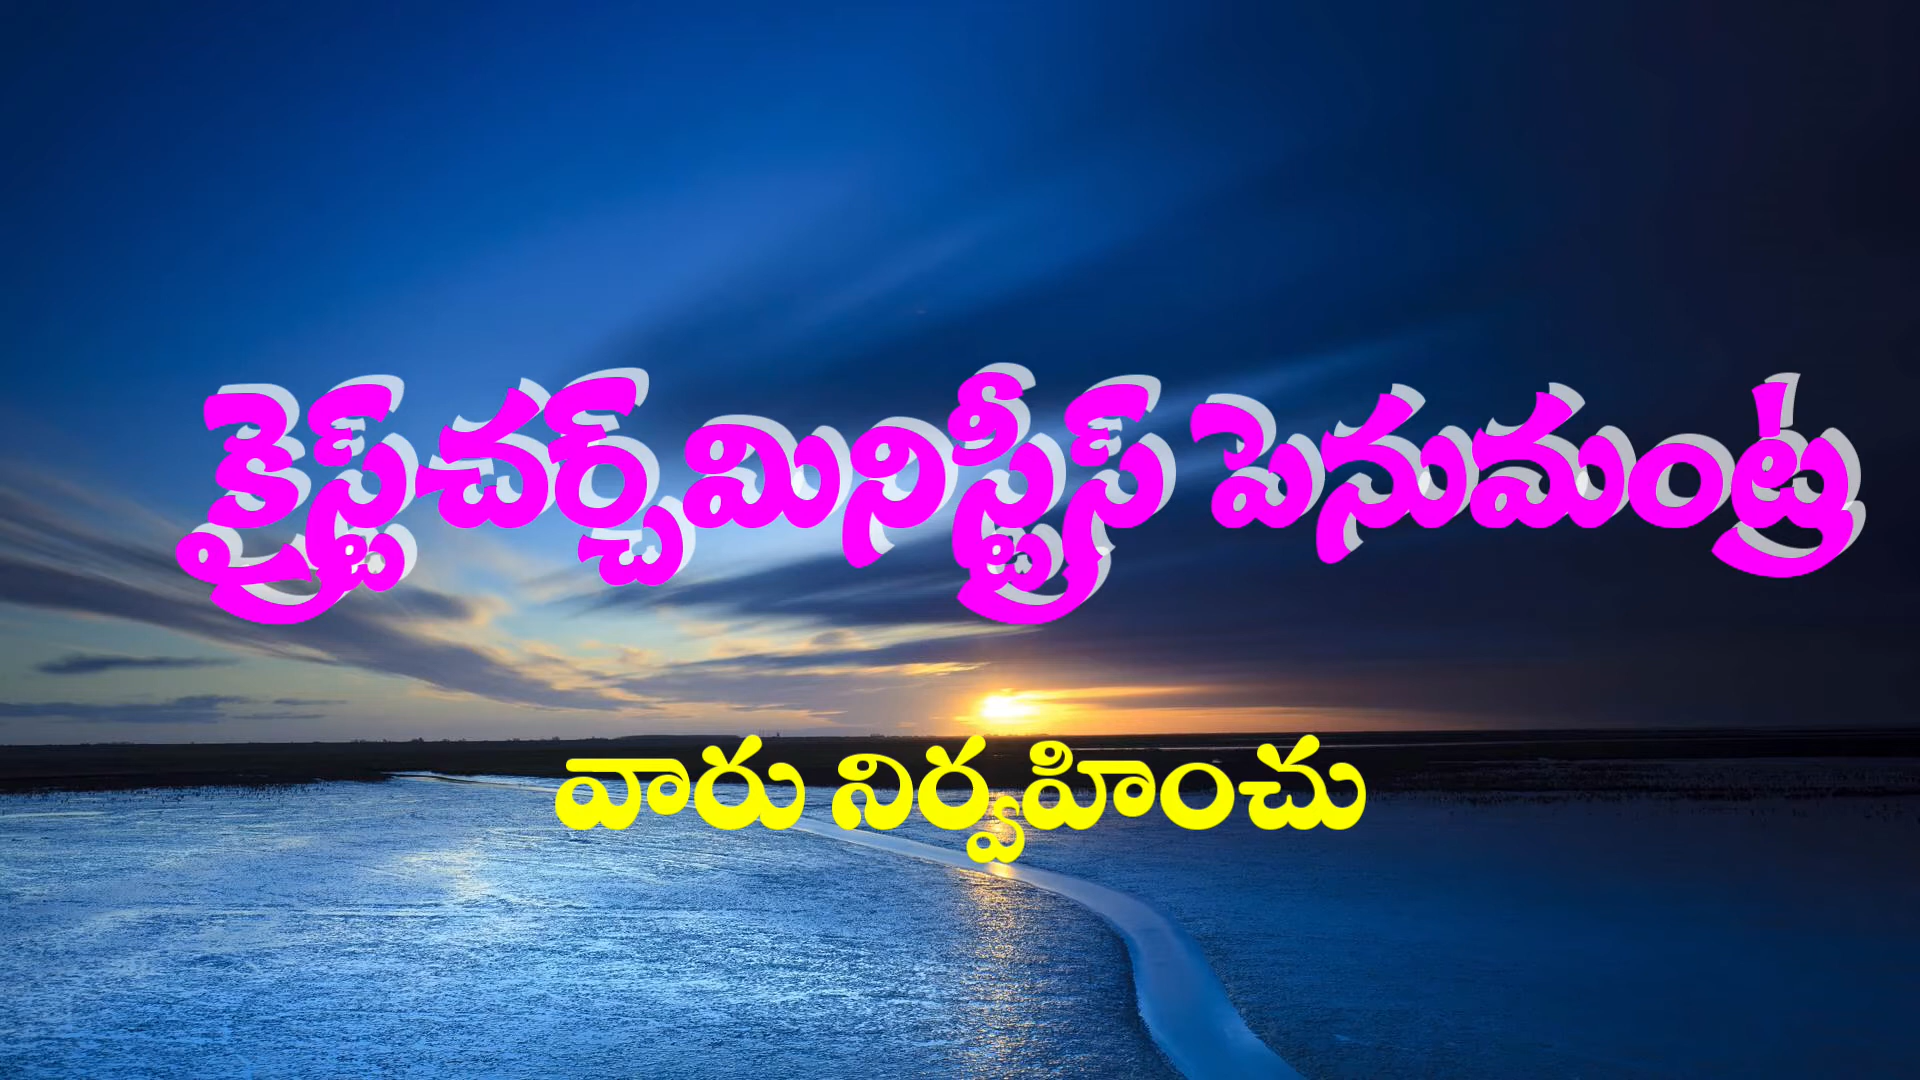 క్రైస్ట్ చర్చ్ మినిస్ట్రీస్ పెనుమంట్ర
వారు నిర్వహించు